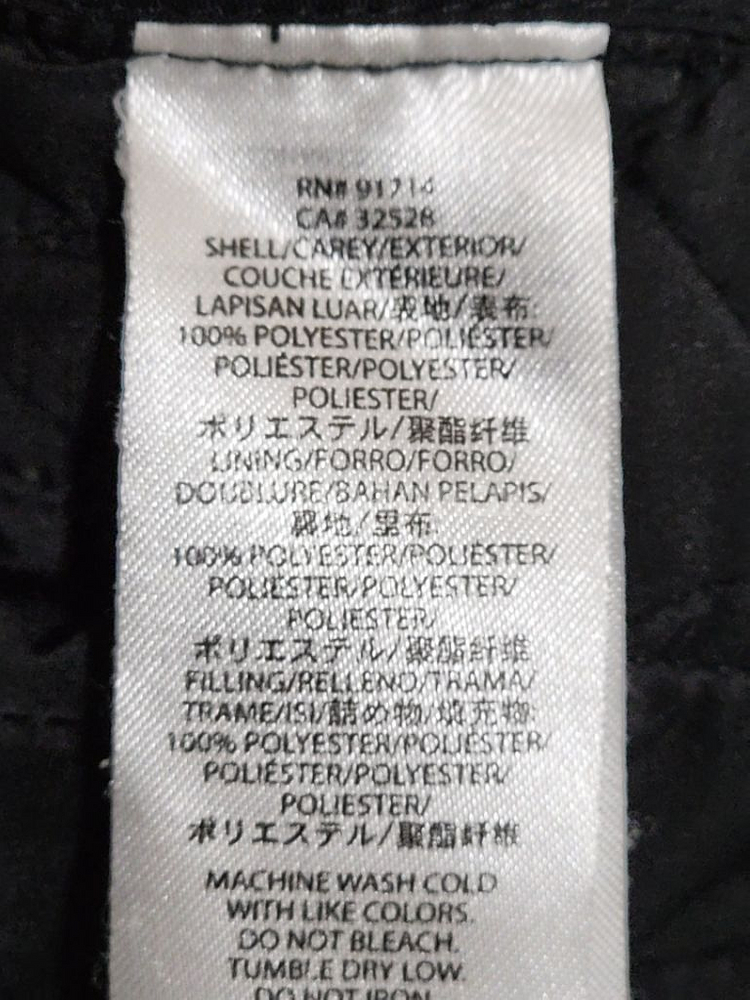 RN# 91714
CA# 32528
SHELL/CAREY/EXTERIOR/
COUCHE EXTÉRIEURE/
LAPISAN LUAR/表地/表布:
100% POLYESTER/POLIÉSTER/
POLIÉSTER/POLYESTER/
POLIESTER/
ポリエステル/聚酯纤维
LINING/FORRO/FORRO/
DOUBLURE/BAHAN PELAPIS/
裏地/里布:
100% POLYESTER/POLIÉSTER/
POLIÉSTER/POLYESTER/
POLIESTER/
ポリエステル/聚酯纤维
FILLING/RELLENO/TRAMA/
TRAME/ISI/詰め物/填充物:
100% POLYESTER/POLIÉSTER/
POLIÉSTER/POLYESTER/
POLIESTER/
ポリエステル/聚酯纤维
MACHINE WASH COLD
WITH LIKE COLORS.
DO NOT BLEACH.
TUMBLE DRY LOW.
DO NOT IRON.